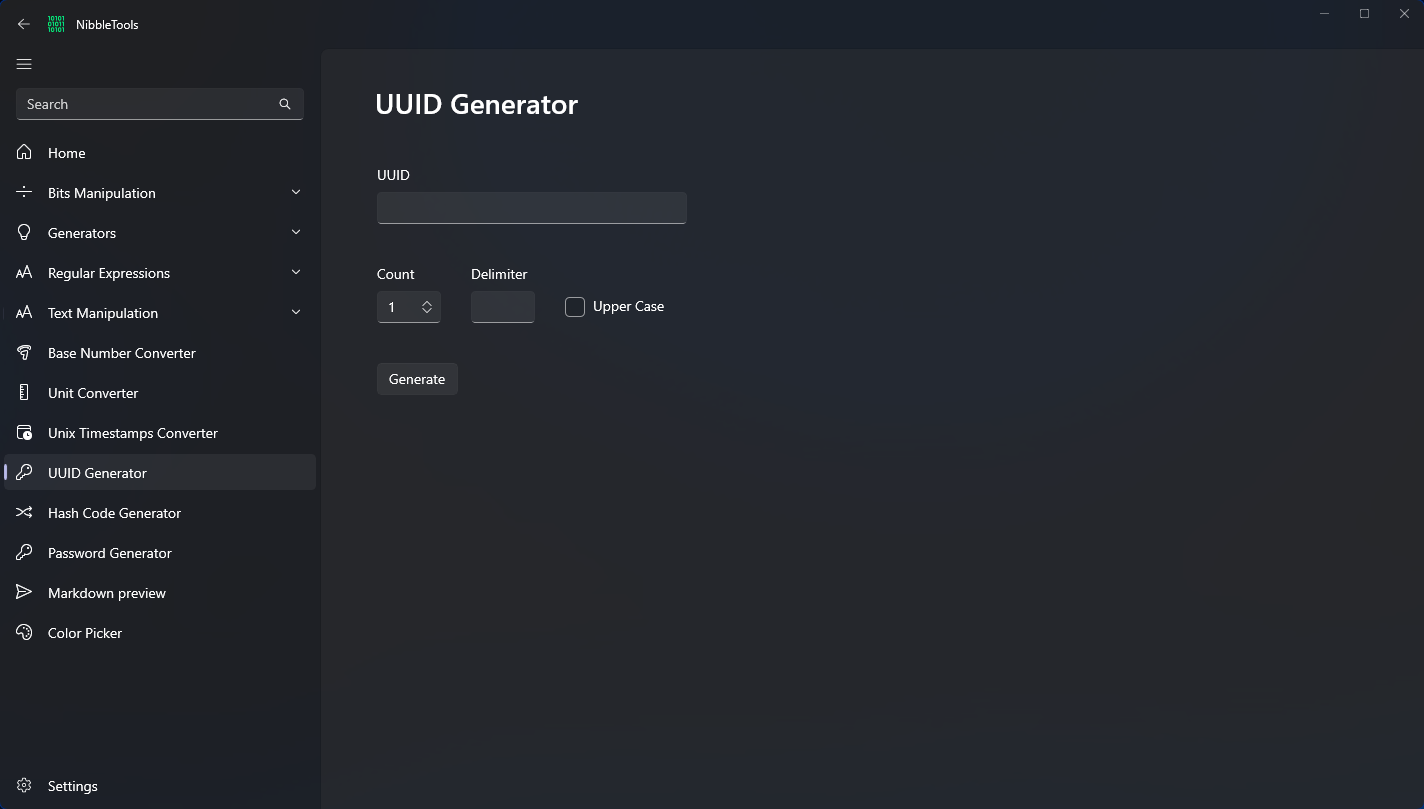 NibbleTools
Search
Home
Bits Manipulation
Generators
Regular Expressions
Text Manipulation
Base Number Converter
Unit Converter
Unix Timestamps Converter
UUID Generator
Hash Code Generator
Password Generator
Markdown preview
Color Picker
Settings
UUID Generator
UUID
Count
Delimiter
1
Upper Case
Generate